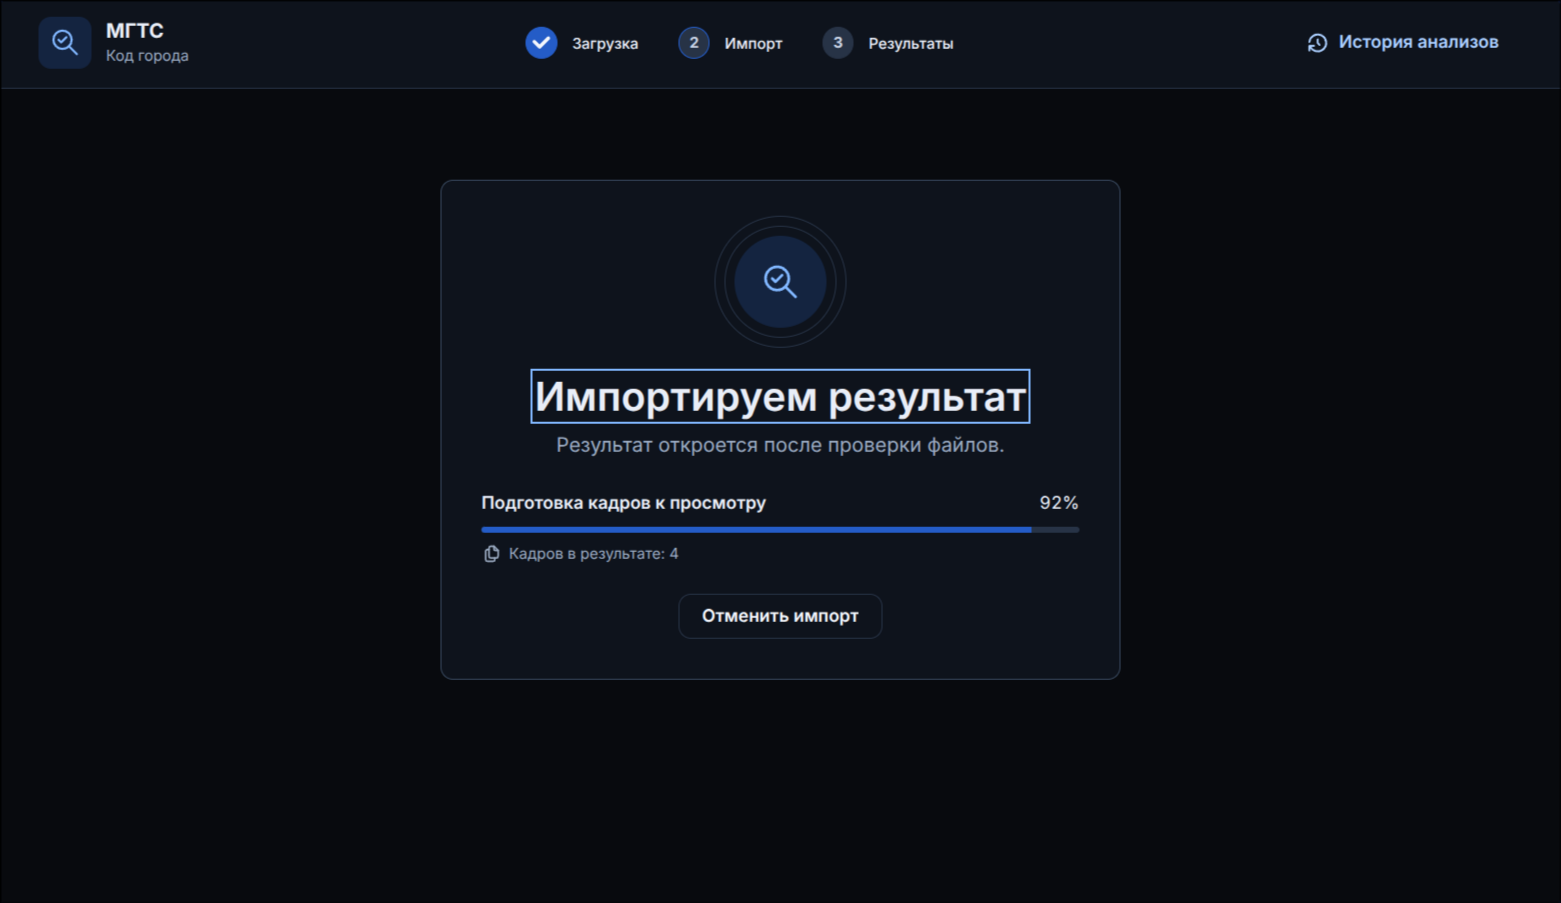 МГТС
Код города
Загрузка
2 Импорт
3 Результаты
История анализов
Импортируем результат
Результат откроется после проверки файлов.
Подготовка кадров к просмотру 92%
Кадров в результате: 4
Отменить импорт